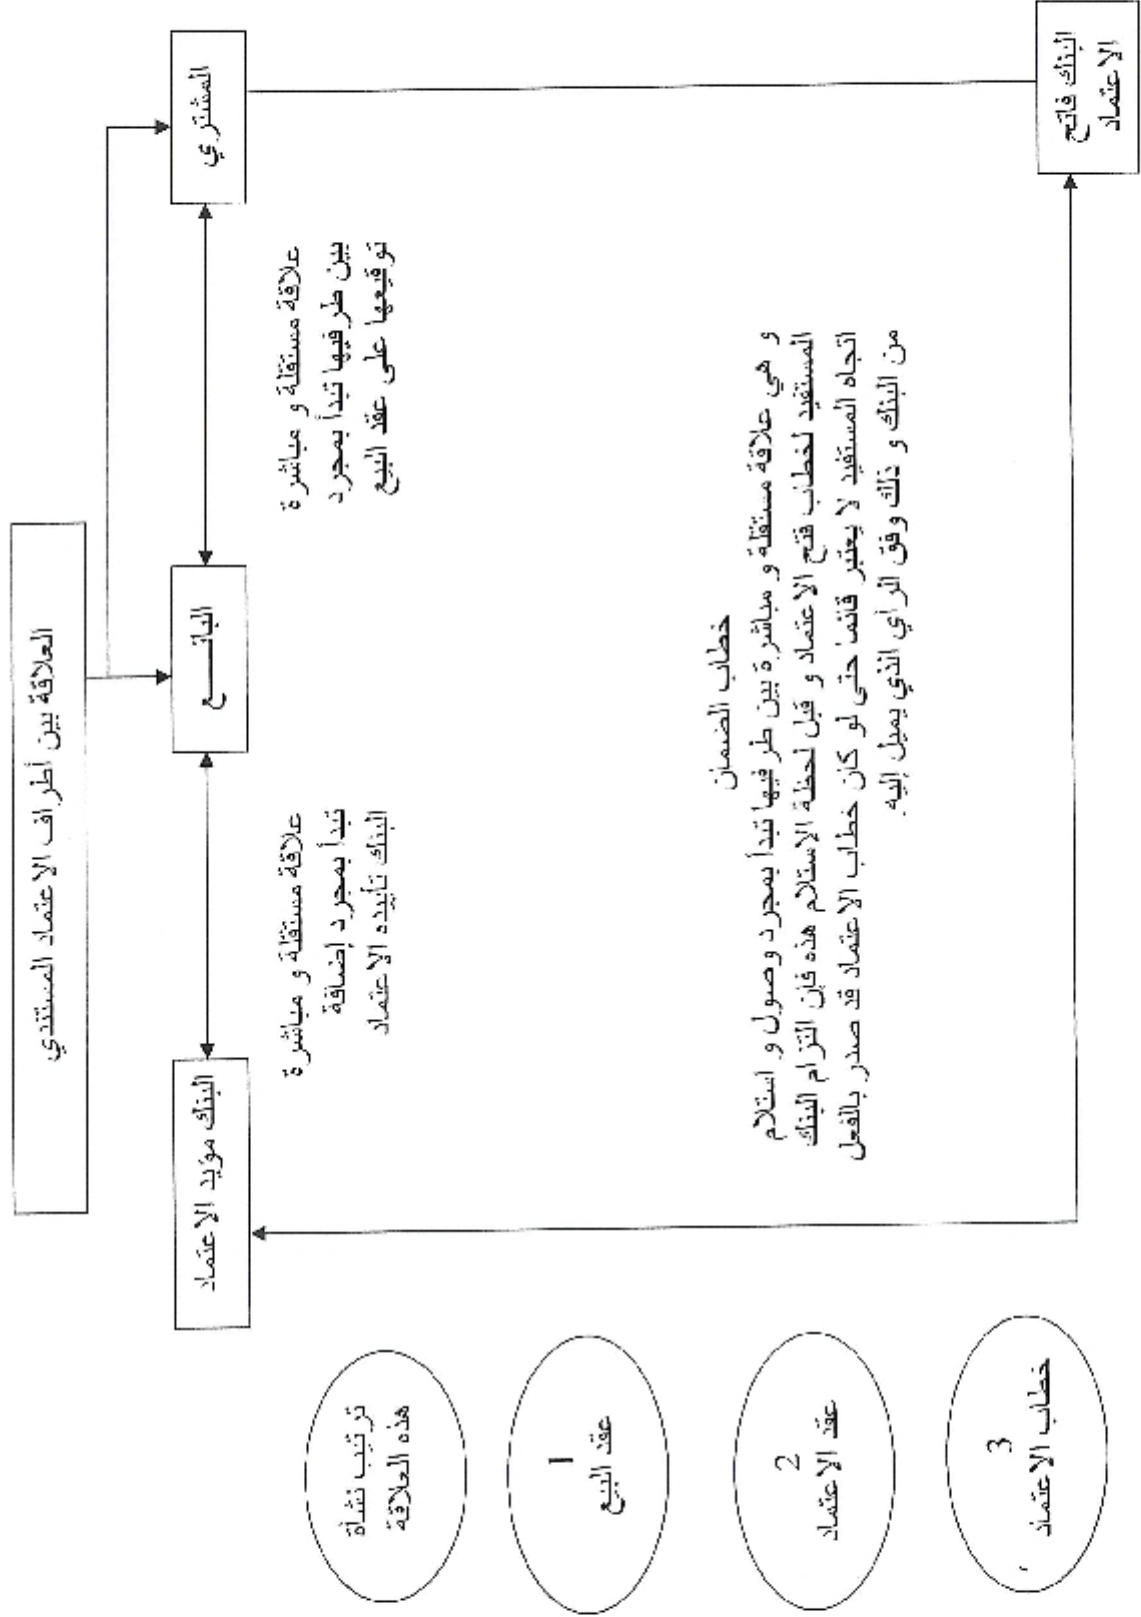 العلاقة بين أطراف الاعتماد المستندي
المشتري
البائــــع
البنك مؤيد الاعتماد
علاقة مستقلة و مباشرة
بين طرفيها تبدأ بمجرد
توقيعها على عقد البيع
علاقة مستقلة و مباشرة
تبدأ بمجرد إضافة
البنك تأييده الاعتماد
خطاب الضمان
و هي علاقة مستقلة و مباشرة بين طرفيها تبدأ بمجرد وصول و استلام
المستفيد لخطاب فتح الاعتماد و قبل لحظة الاستلام هذه فإن التزام البنك
اتجاه المستفيد لا يعتبر قائما حتى لو كان خطاب الاعتماد قد صدر بالفعل
من البنك و ذلك وفق الرأي الذي يميل إليه.
البنك فاتح
الاعتماد
ترتيب نشأة
هذه العلاقة
1
عقد البيع
2
عقد الاعتماد
3
خطاب الاعتماد